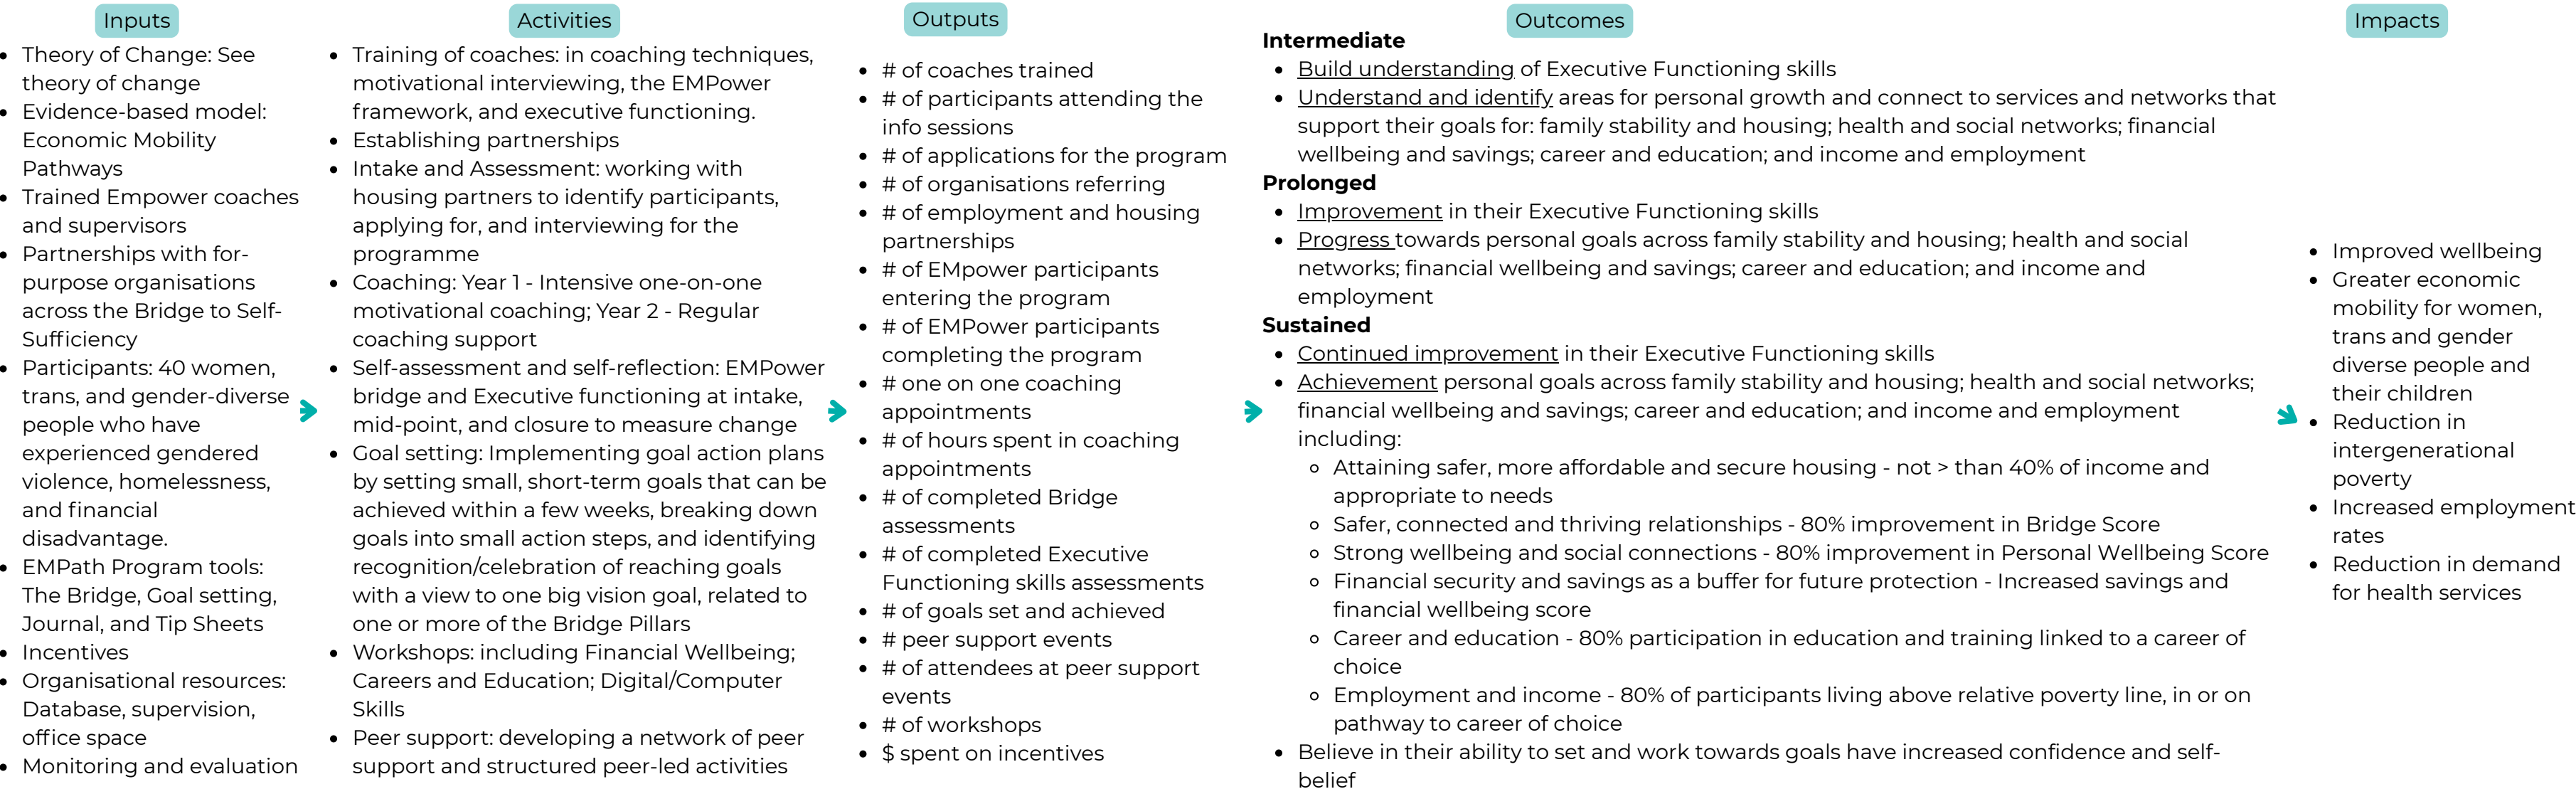 Inputs
Theory of Change: See
theory of change
Evidence-based model:
Economic Mobility
Pathways
Trained Empower coaches
and supervisors
Partnerships with for-
purpose organisations
across the Bridge to Self-
Sufficiency
Participants: 40 women,
trans, and gender-diverse
people who have
experienced gendered
violence, homelessness,
and financial
disadvantage.
EMPath Program tools:
The Bridge, Goal setting,
Journal, and Tip Sheets
Incentives
Organisational resources:
Database, supervision,
office space
Monitoring and evaluation
Activities
Training of coaches: in coaching techniques,
motivational interviewing, the EMPower
framework, and executive functioning.
Establishing partnerships
Intake and Assessment: working with
housing partners to identify participants,
applying for, and interviewing for the
programme
Coaching: Year 1 - Intensive one-on-one
motivational coaching; Year 2 - Regular
coaching support
Self-assessment and self-reflection: EMPower
bridge and Executive functioning at intake,
mid-point, and closure to measure change
Goal setting: Implementing goal action plans
by setting small, short-term goals that can be
achieved within a few weeks, breaking down
goals into small action steps, and identifying
recognition/celebration of reaching goals
with a view to one big vision goal, related to
one or more of the Bridge Pillars
Workshops: including Financial Wellbeing;
Careers and Education; Digital/Computer
Skills
Peer support: developing a network of peer
support and structured peer-led activities
Outputs
# of coaches trained
# of participants attending the
info sessions
# of applications for the program
# of organisations referring
# of employment and housing
partnerships
# of EMpower participants
entering the program
# of EMPower participants
completing the program
# one on one coaching
appointments
# of hours spent in coaching
appointments
# of completed Bridge
assessments
# of completed Executive
Functioning skills assessments
# of goals set and achieved
# peer support events
# of attendees at peer support
events
# of workshops
$ spent on incentives
Outcomes
Intermediate
Build understanding of Executive Functioning skills
Understand and identify areas for personal growth and connect to services and networks that
support their goals for: family stability and housing; health and social networks; financial
wellbeing and savings; career and education; and income and employment
Prolonged
Improvement in their Executive Functioning skills
Progress towards personal goals across family stability and housing; health and social
networks; financial wellbeing and savings; career and education; and income and
employment
Sustained
Continued improvement in their Executive Functioning skills
Achievement personal goals across family stability and housing; health and social networks;
financial wellbeing and savings; career and education; and income and employment
including:
Attaining safer, more affordable and secure housing - not > than 40% of income and
appropriate to needs
Safer, connected and thriving relationships - 80% improvement in Bridge Score
Strong wellbeing and social connections - 80% improvement in Personal Wellbeing Score
Financial security and savings as a buffer for future protection - Increased savings and
financial wellbeing score
Career and education - 80% participation in education and training linked to a career of
choice
Employment and income - 80% of participants living above relative poverty line, in or on
pathway to career of choice
Believe in their ability to set and work towards goals have increased confidence and self-
belief
Impacts
Improved wellbeing
Greater economic
mobility for women,
trans and gender
diverse people and
their children
Reduction in
intergenerational
poverty
Increased employment
rates
Reduction in demand
for health services